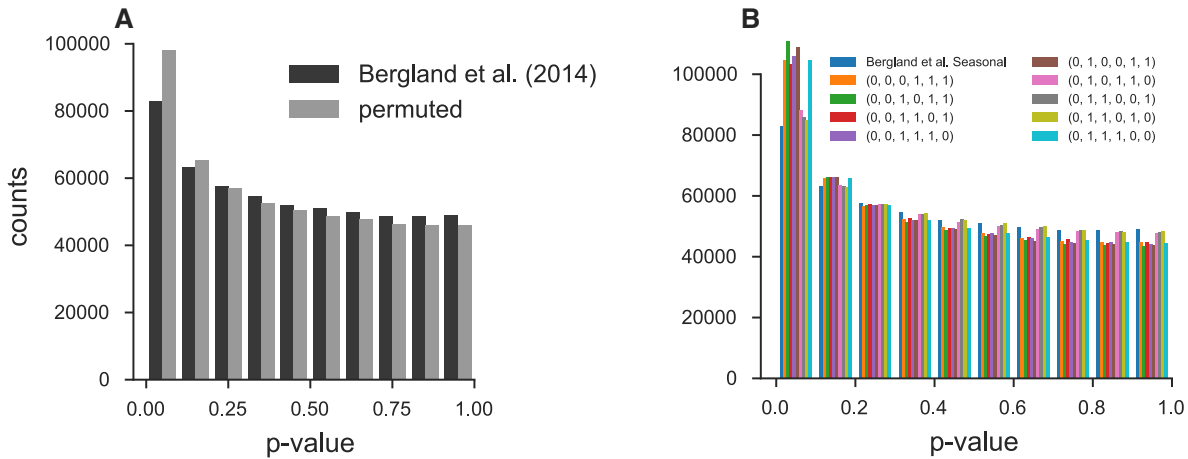 A
100000
80000
60000
40000
20000
0
counts
0.00
0.25
0.50
0.75
1.00
p-value
Bergland et al. (2014)
permuted
B
100000
80000
60000
40000
20000
0
0.0
0.2
0.4
0.6
0.8
1.0
p-value
Bergland et al. Seasonal
(0, 0, 0, 1, 1, 1)
(0, 0, 1, 0, 1, 1)
(0, 0, 1, 1, 0, 1)
(0, 0, 1, 1, 1, 0)
(0, 1, 0, 0, 1, 1)
(0, 1, 0, 1, 1, 0)
(0, 1, 1, 0, 0, 1)
(0, 1, 1, 0, 1, 0)
(0, 1, 1, 1, 0, 0)